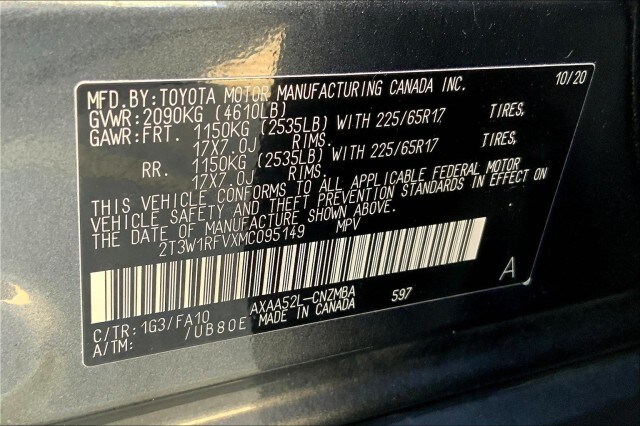 MFD.BY:TOYOTA MOTOR MANUFACTURING CANADA INC. 10/20
GVWR:2090KG (4610LB)
GAWR:FRT. 1150KG (2535LB) WITH 225/65R17 TIRES,
17X7.0J RIMS.
RR. 1150KG (2535LB) WITH 225/65R17 TIRES,
17X7.0J RIMS.
THIS VEHICLE CONFORMS TO ALL APPLICABLE FEDERAL MOTOR
VEHICLE SAFETY AND THEFT PREVENTION STANDARDS IN EFFECT ON
THE DATE OF MANUFACTURE SHOWN ABOVE.
2T3W1RFVXMC095149 MPV
A
C/TR:1G3/FA10 AXAA52L-CNZMBA 597
A/TM: /UB80E MADE IN CANADA